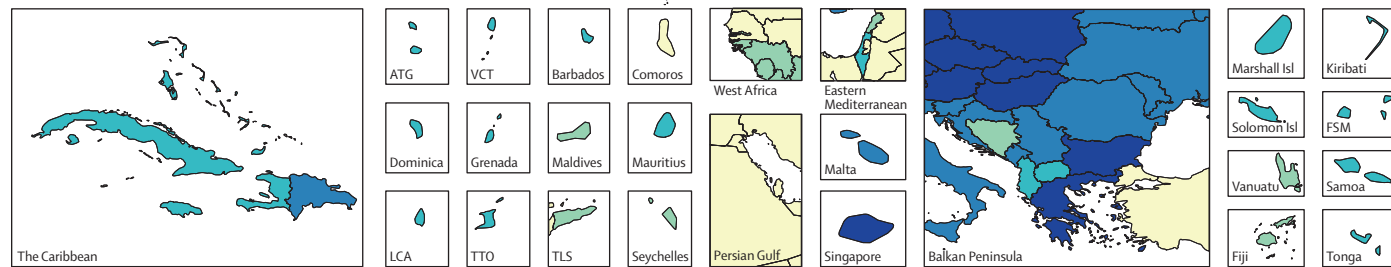 The Caribbean
ATG
VCT
Barbados
Comoros
West Africa
Eastern
Mediterranean
Marshall Isl
Kiribati
Dominica
Grenada
Maldives
Mauritius
Malta
Solomon Isl
FSM
Vanuatu
Samoa
LCA
TTO
TLS
Seychelles
Persian Gulf
Singapore
Balkan Peninsula
Fiji
Tonga